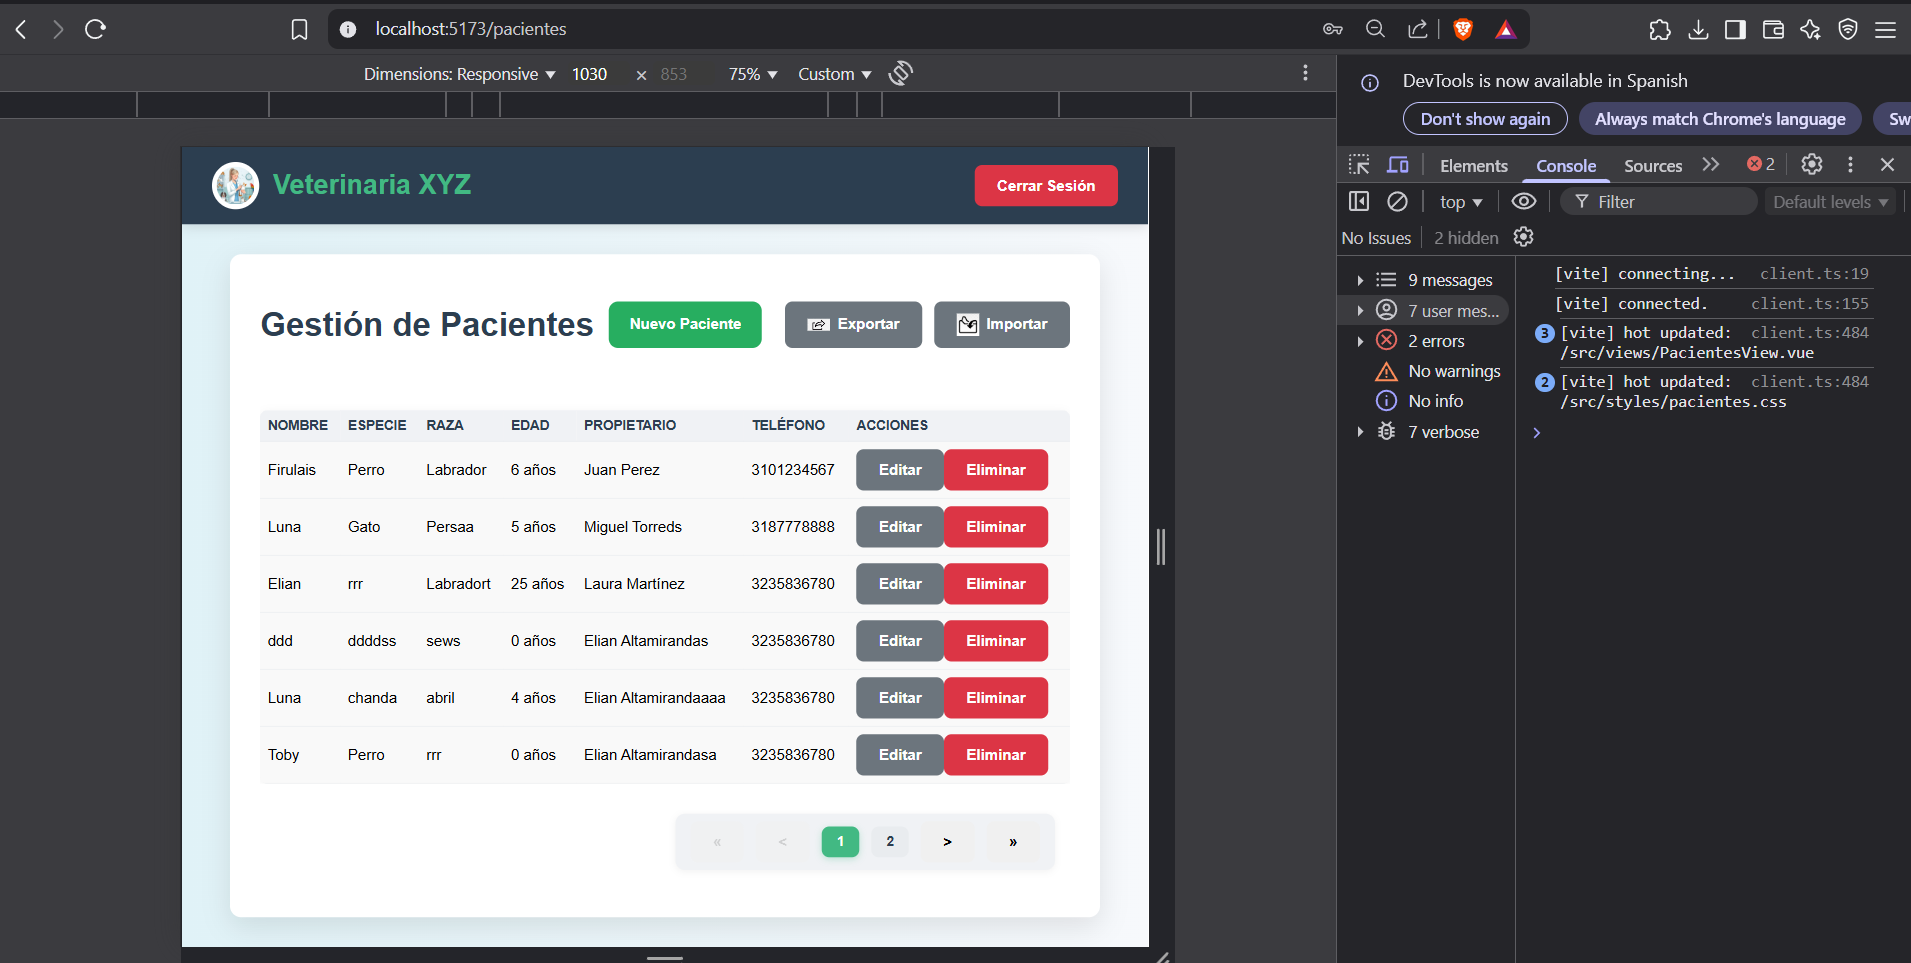 localhost:5173/pacientes
Dimensions: Responsive 1030 × 853 75% Custom
DevTools is now available in Spanish
Don't show again Always match Chrome's language Sw
Elements Console Sources 2
top Filter Default levels
No Issues 2 hidden
9 messages
7 user mes...
2 errors
No warnings
No info
7 verbose
[vite] connecting... client.ts:19
[vite] connected. client.ts:155
3 [vite] hot updated: client.ts:484
/src/views/PacientesView.vue
2 [vite] hot updated: client.ts:484
/src/styles/pacientes.css
Veterinaria XYZ Cerrar Sesión
Gestión de Pacientes Nuevo Paciente Exportar Importar
NOMBRE ESPECIE RAZA EDAD PROPIETARIO TELÉFONO ACCIONES
Firulais Perro Labrador 6 años Juan Perez 3101234567 Editar Eliminar
Luna Gato Persaa 5 años Miguel Torreds 3187778888 Editar Eliminar
Elian rrr Labradort 25 años Laura Martínez 3235836780 Editar Eliminar
ddd ddddss sews 0 años Elian Altamirandas 3235836780 Editar Eliminar
Luna chanda abril 4 años Elian Altamirandaaaa 3235836780 Editar Eliminar
Toby Perro rrr 0 años Elian Altamirandasa 3235836780 Editar Eliminar
« < 1 2 > »